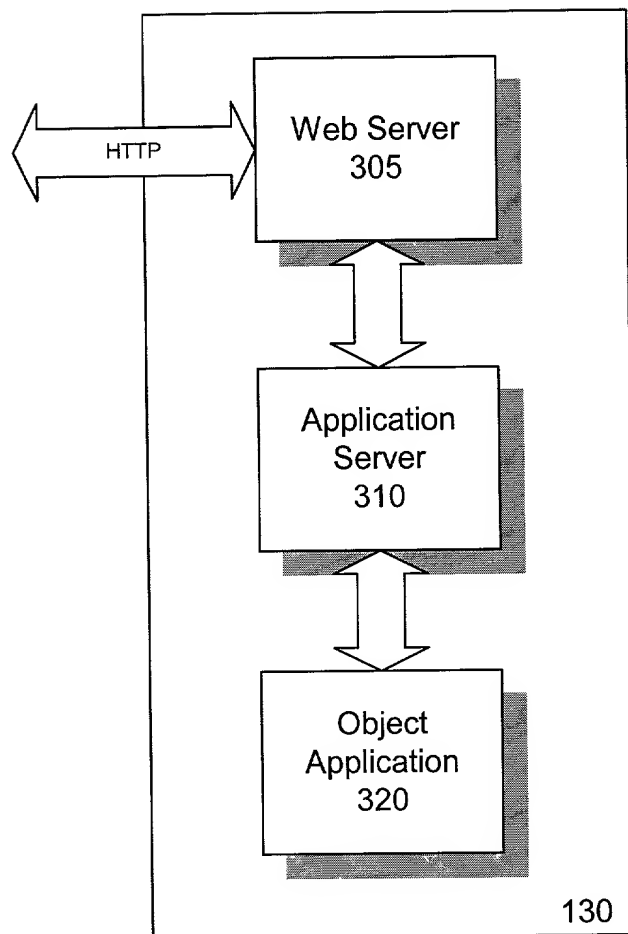 HTTP
Web Server
305
Application
Server
310
Object
Application
320
130